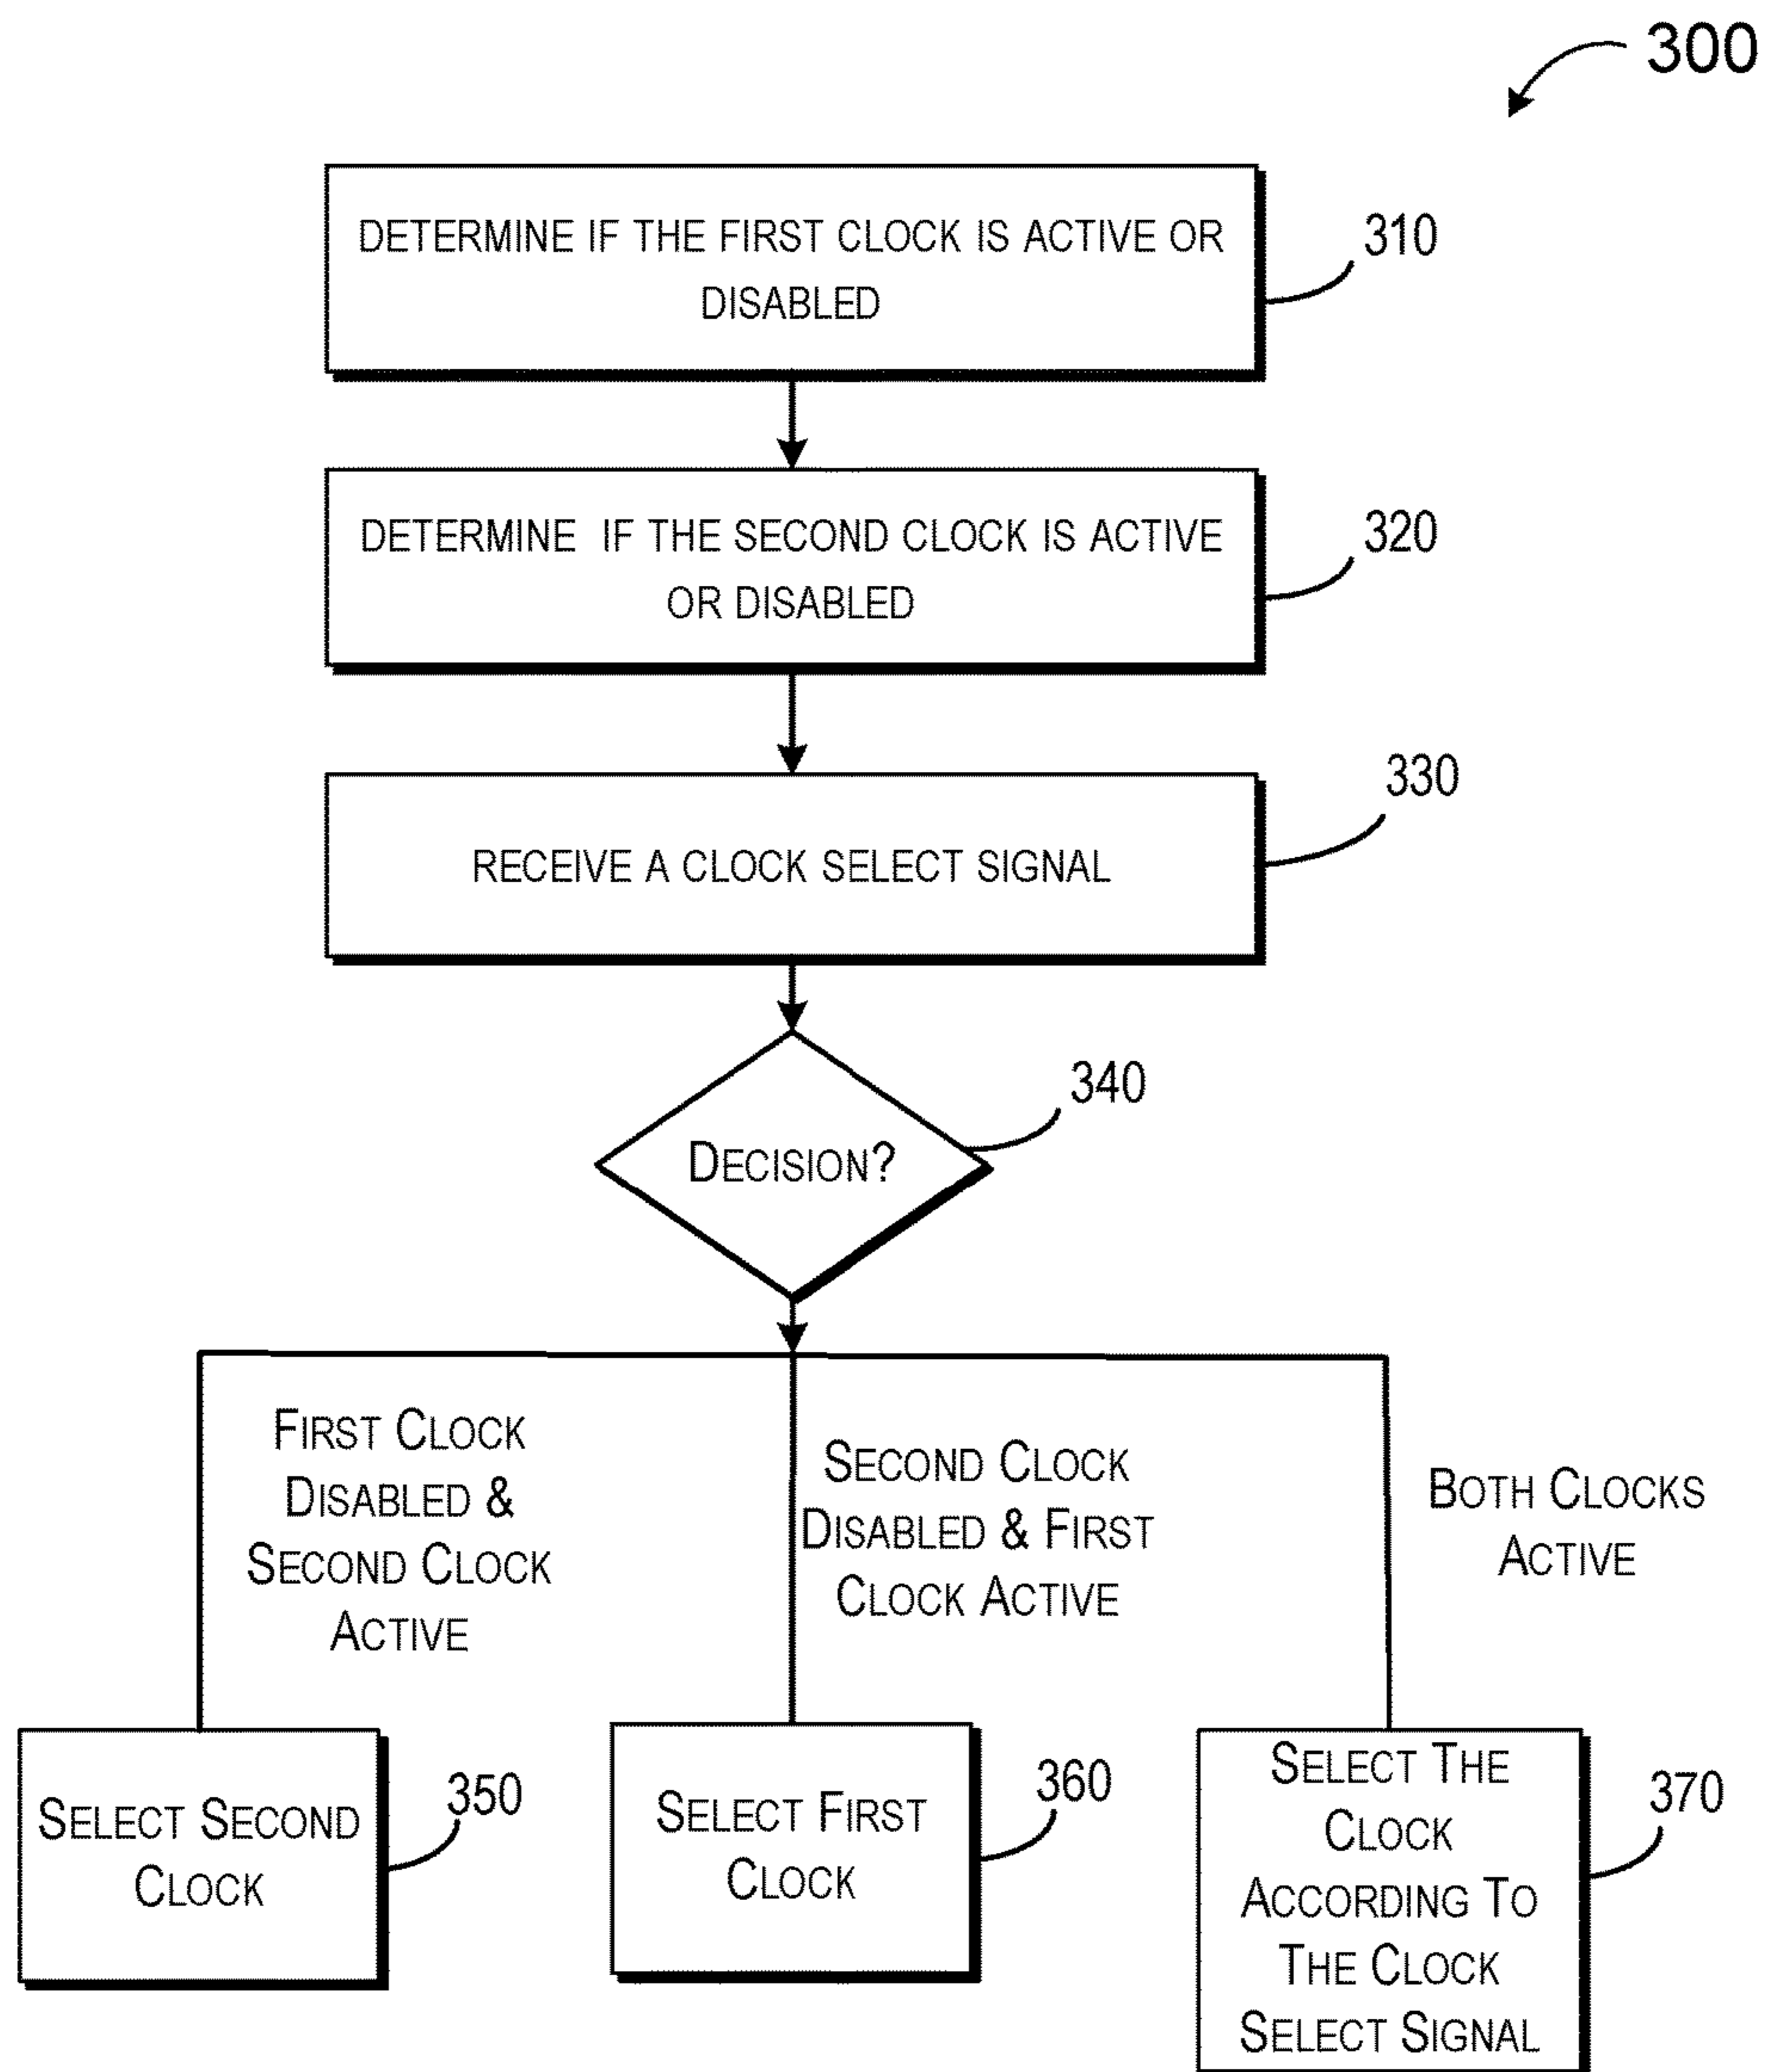 300
DETERMINE IF THE FIRST CLOCK IS ACTIVE OR
DISABLED
310
DETERMINE IF THE SECOND CLOCK IS ACTIVE
OR DISABLED
320
RECEIVE A CLOCK SELECT SIGNAL
330
DECISION?
340
FIRST CLOCK
DISABLED &
SECOND CLOCK
ACTIVE
SECOND CLOCK
DISABLED & FIRST
CLOCK ACTIVE
BOTH CLOCKS
ACTIVE
SELECT SECOND
CLOCK
350
SELECT FIRST
CLOCK
360
SELECT THE
CLOCK
ACCORDING TO
THE CLOCK
SELECT SIGNAL
370